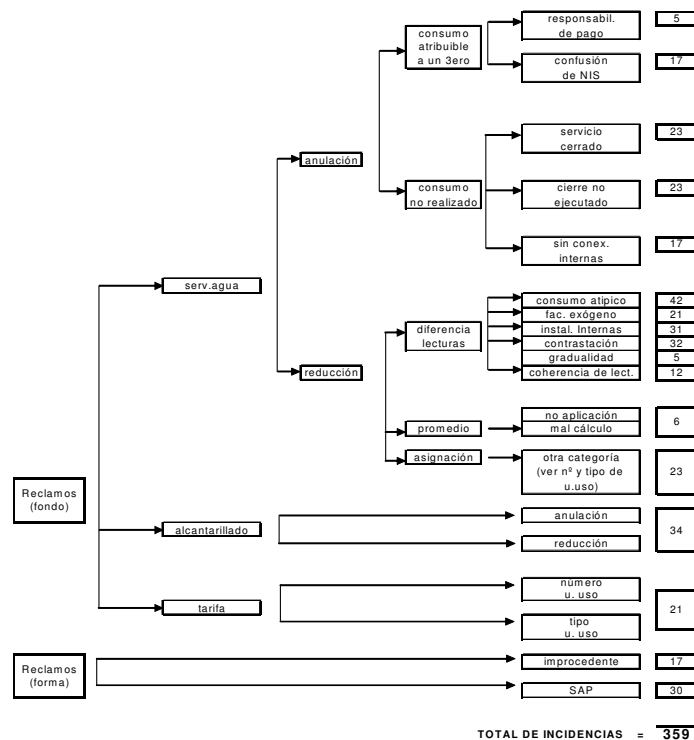 consumo
atribuible
a un 3ero
responsabil.
de pago
5
confusión
de NIS
17
anulación
consumo
no realizado
servicio
cerrado
23
cierre no
ejecutado
23
sin conex.
internas
17
serv.agua
reducción
diferencia
lecturas
consumo atipico
42
fac. exógeno
21
instal. Internas
31
contrastación
32
gradualidad
5
coherencia de lect.
12
promedio
no aplicación
mal cálculo
6
asignación
otra categoría
(ver nº y tipo de
u.uso)
23
Reclamos
(fondo)
alcantarillado
anulación
reducción
34
tarifa
número
u. uso
tipo
u. uso
21
Reclamos
(forma)
improcedente
17
SAP
30
TOTAL DE INCIDENCIAS = 359